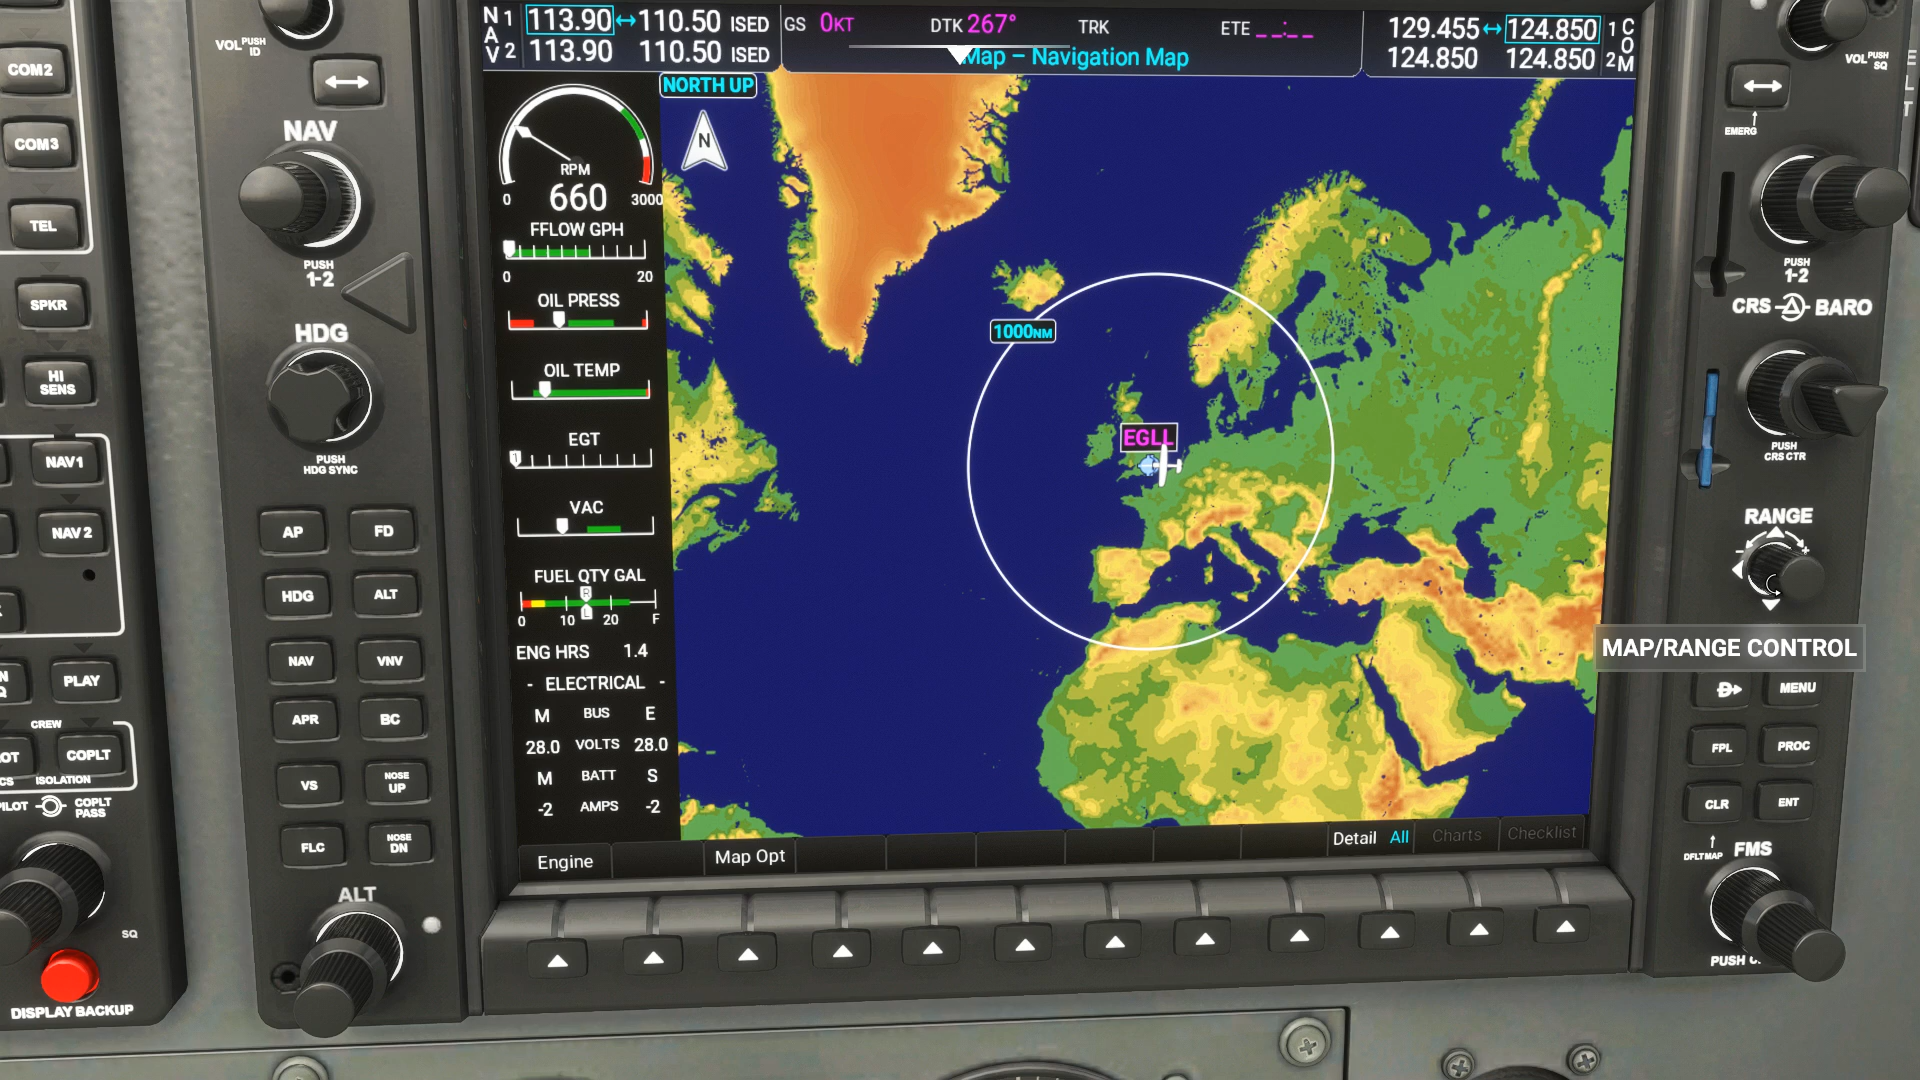 N 1 113.90 ↔ 110.50 ISED
A
V 2 113.90 110.50 ISED
GS 0KT DTK 267° TRK ETE __:__
Map – Navigation Map
129.455 ↔ 124.850 1 C
O
124.850 124.850 2 M
VOL PUSH ID
COM2
COM3
TEL
SPKR
HI
SENS
NAV1
NAV 2
PLAY
CREW
COPLT
ISOLATION
COPLT
PASS
SQ
DISPLAY BACKUP
NAV
PUSH
1-2
HDG
PUSH
HDG SYNC
AP FD
HDG ALT
NAV VNV
APR BC
VS NOSE UP
FLC NOSE DN
ALT
RPM
660
0 3000
FFLOW GPH
0 20
OIL PRESS
OIL TEMP
EGT
1
VAC
FUEL QTY GAL
R
L
0 10 20 F
ENG HRS 1.4
- ELECTRICAL -
M BUS E
28.0 VOLTS 28.0
M BATT S
-2 AMPS -2
NORTH UP
N
1000NM
EGLL
Engine Map Opt Detail All Charts Checklist
VOL PUSH SQ
EMERG
PUSH
1-2
CRS BARO
PUSH
CRS CTR
RANGE
- +
MAP/RANGE CONTROL
D MENU
FPL PROC
CLR ENT
DFLT MAP FMS
PUSH
E
L
T